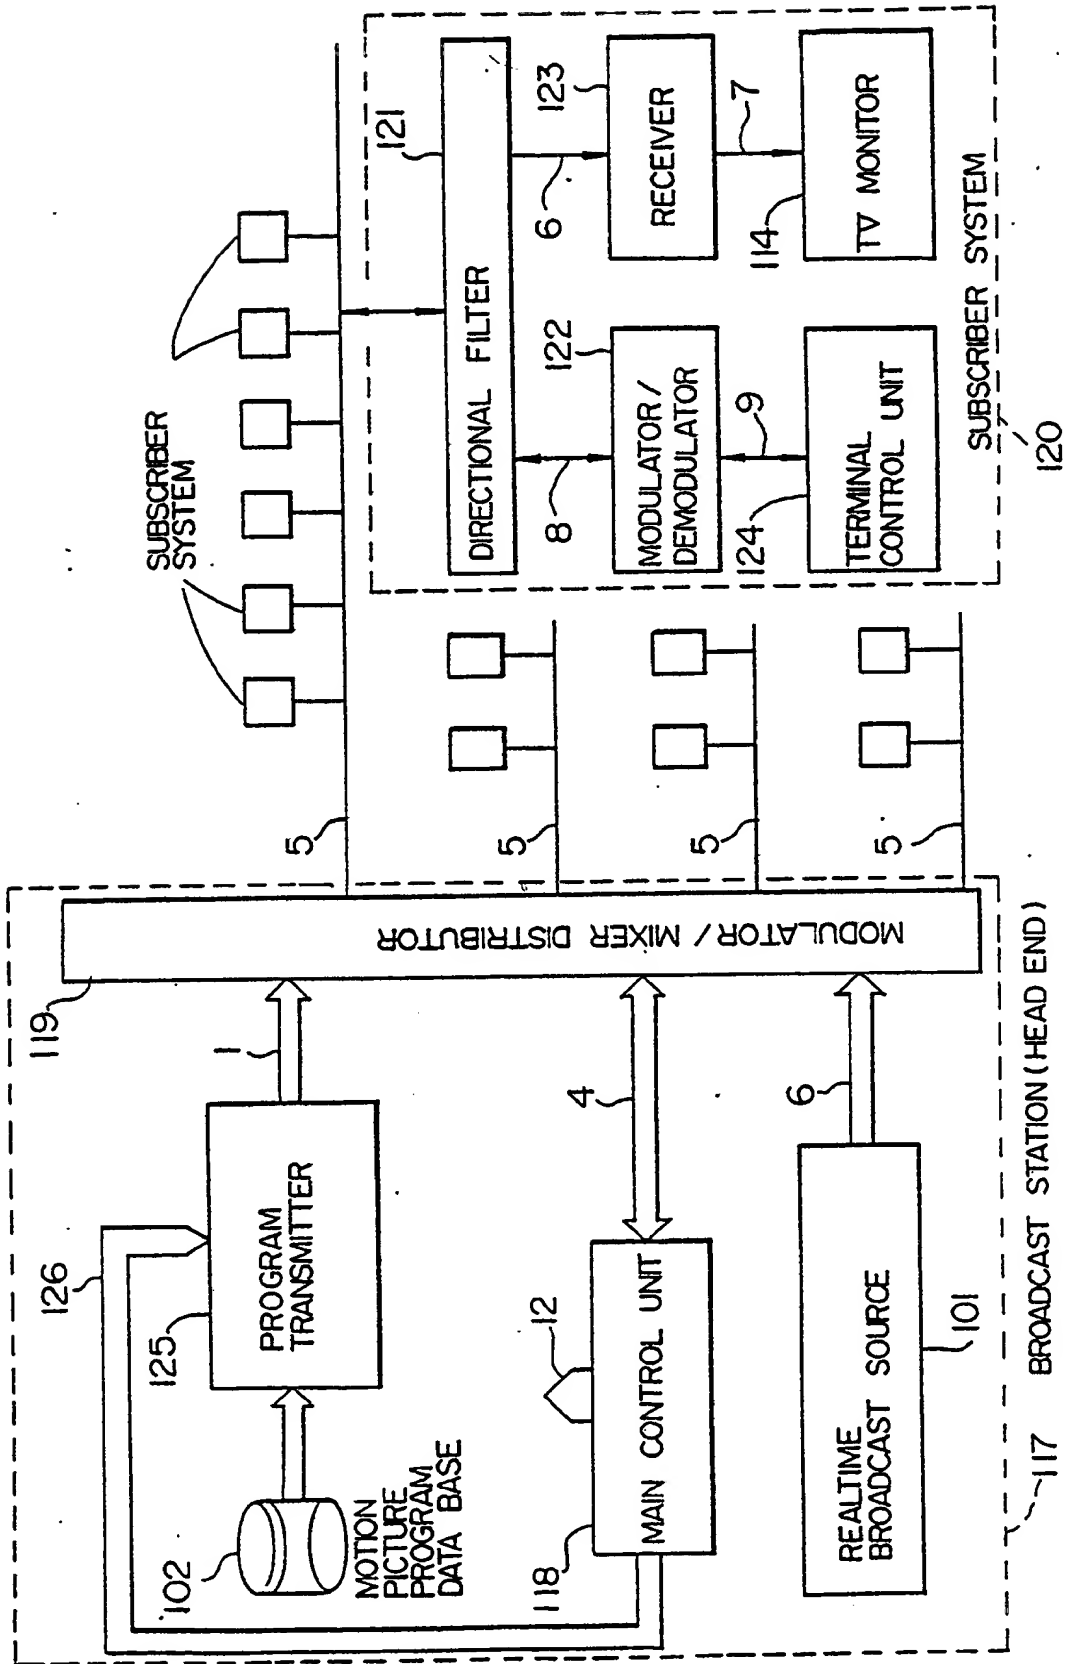 126
119
125
PROGRAM
TRANSMITTER
1
102
MOTION
PICTURE
PROGRAM
DATA BASE
118
MAIN CONTROL UNIT
12
4
REALTIME
BROADCAST SOURCE
101
6
MODULATOR/ MIXER DISTRIBUTOR
117
BROADCAST STATION (HEAD END)
5
5
5
5
SUBSCRIBER
SYSTEM
121
DIRECTIONAL FILTER
8
6
122
MODULATOR/
DEMODULATOR
123
RECEIVER
9
7
124
TERMINAL
CONTROL UNIT
114
TV MONITOR
SUBSCRIBER SYSTEM
120